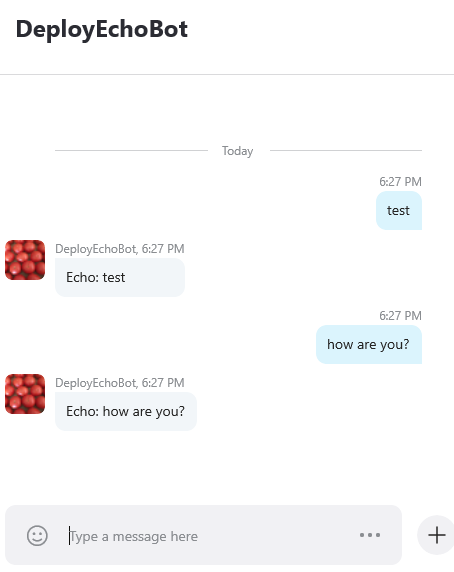 DeployEchoBot
Today
6:27 PM
test
DeployEchoBot, 6:27 PM
Echo: test
6:27 PM
how are you?
DeployEchoBot, 6:27 PM
Echo: how are you?
Type a message here